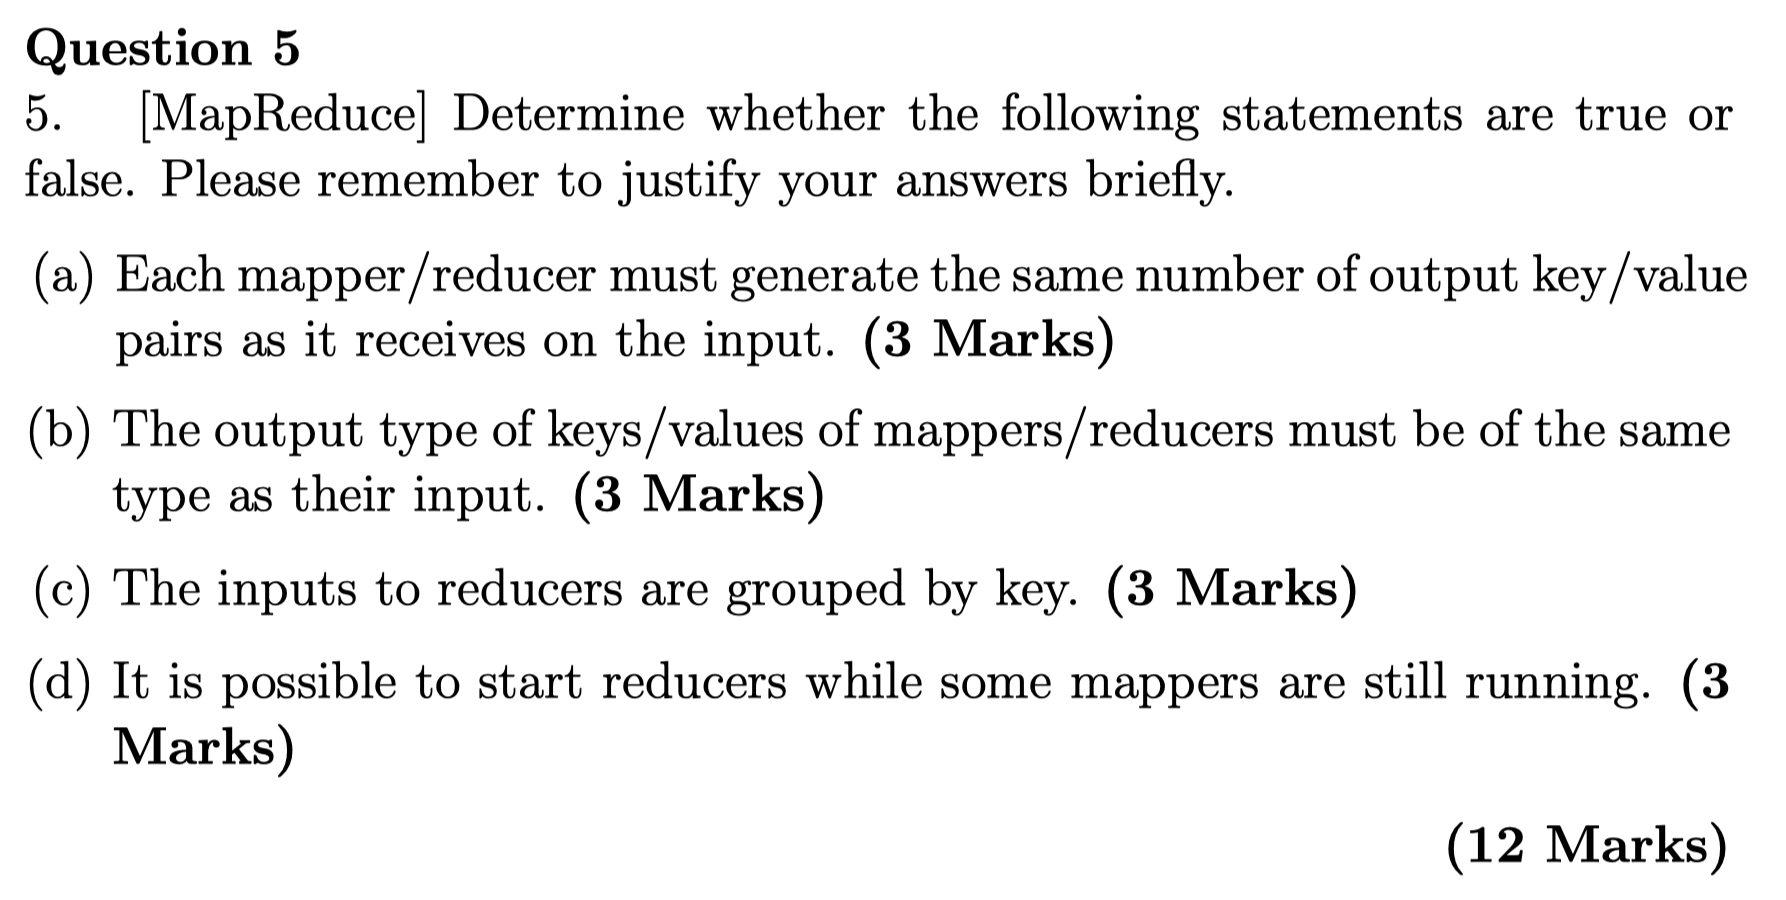 Question 5
5. [MapReduce] Determine whether the following statements are true or
false. Please remember to justify your answers briefly.
(a) Each mapper/reducer must generate the same number of output key/value
pairs as it receives on the input. (3 Marks)
(b) The output type of keys/values of mappers/reducers must be of the same
type as their input. (3 Marks)
(c) The inputs to reducers are grouped by key. (3 Marks)
(d) It is possible to start reducers while some mappers are still running. (3
Marks)
(12 Marks)